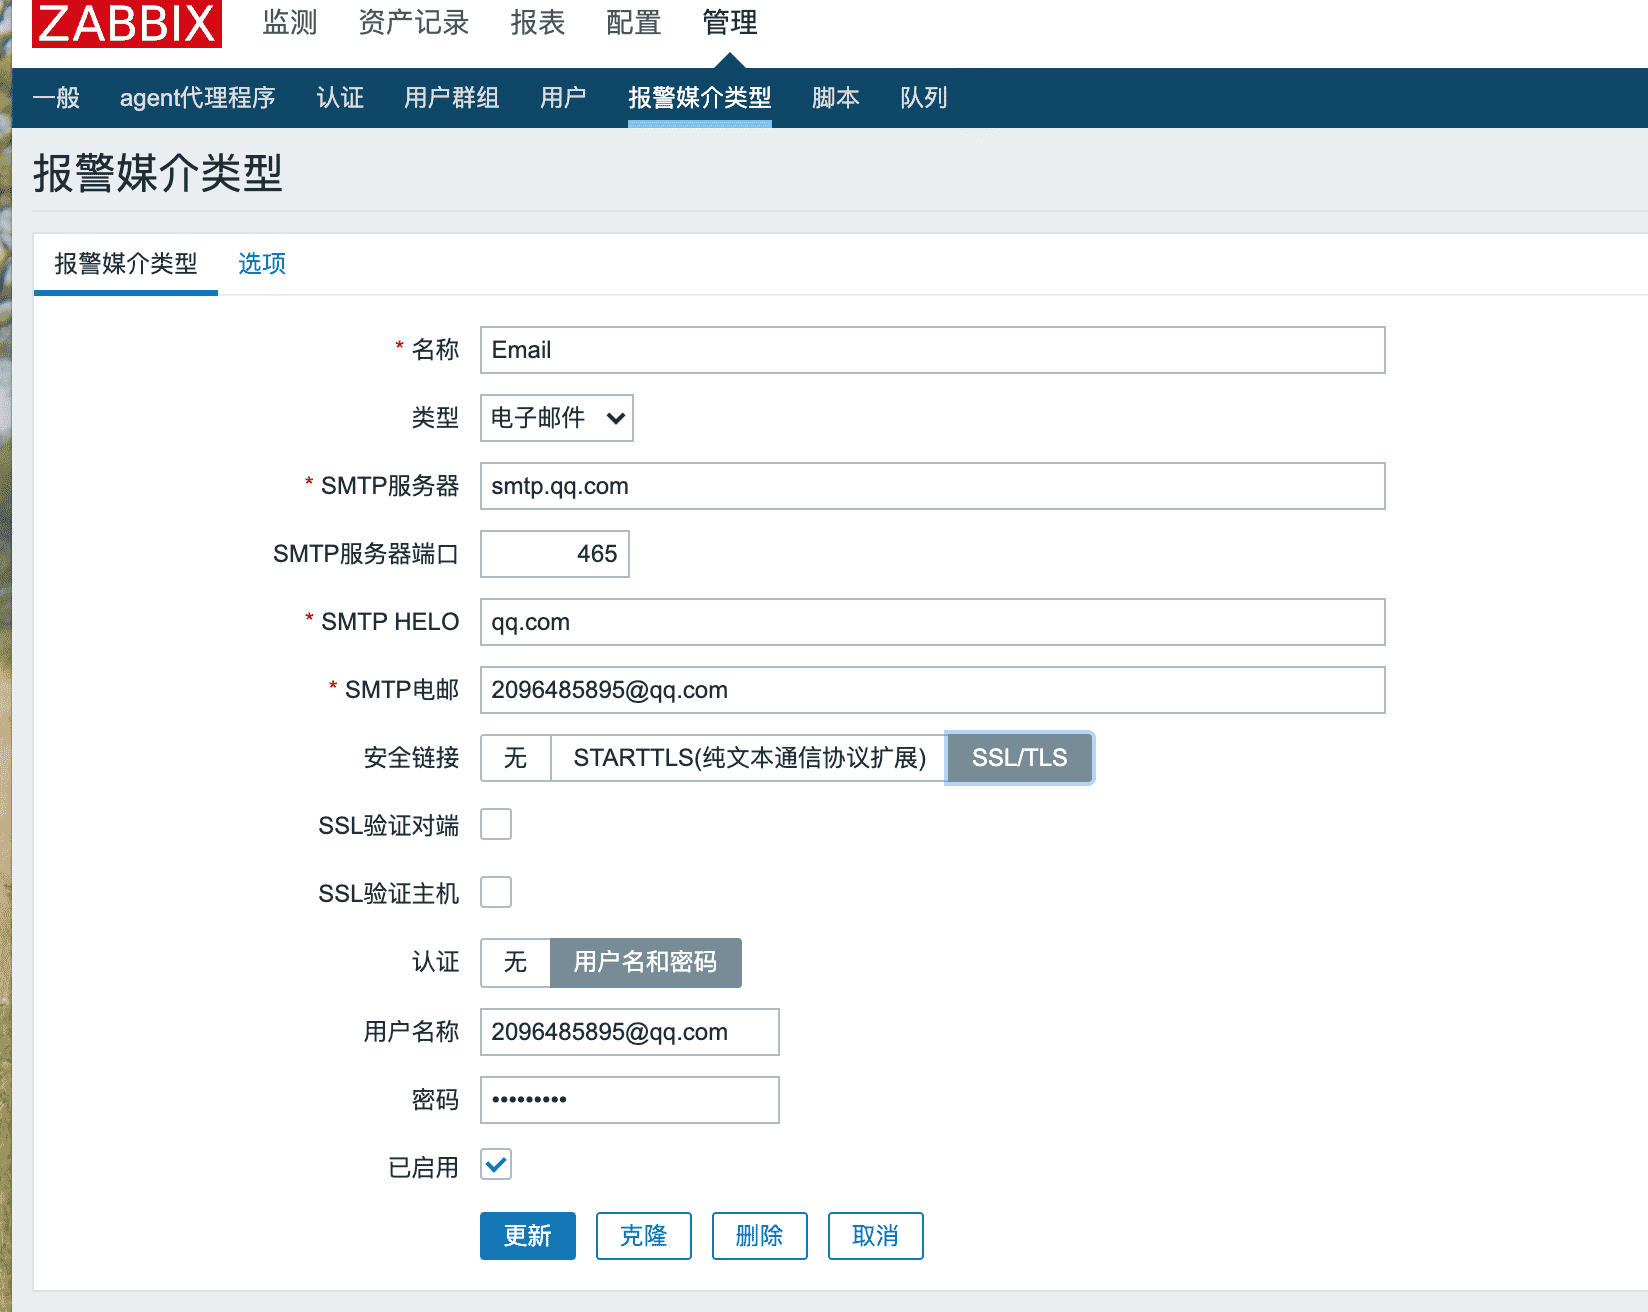 ZABBIX 监测 资产记录 报表 配置 管理
一般 agent代理程序 认证 用户群组 用户 报警媒介类型 脚本 队列
报警媒介类型
报警媒介类型 选项
* 名称 Email
类型 电子邮件
* SMTP服务器 smtp.qq.com
SMTP服务器端口 465
* SMTP HELO qq.com
* SMTP电邮 2096485895@qq.com
安全链接 无 STARTTLS(纯文本通信协议扩展) SSL/TLS
SSL验证对端
SSL验证主机
认证 无 用户名和密码
用户名称 2096485895@qq.com
密码 •••••••••
已启用
更新 克隆 删除 取消